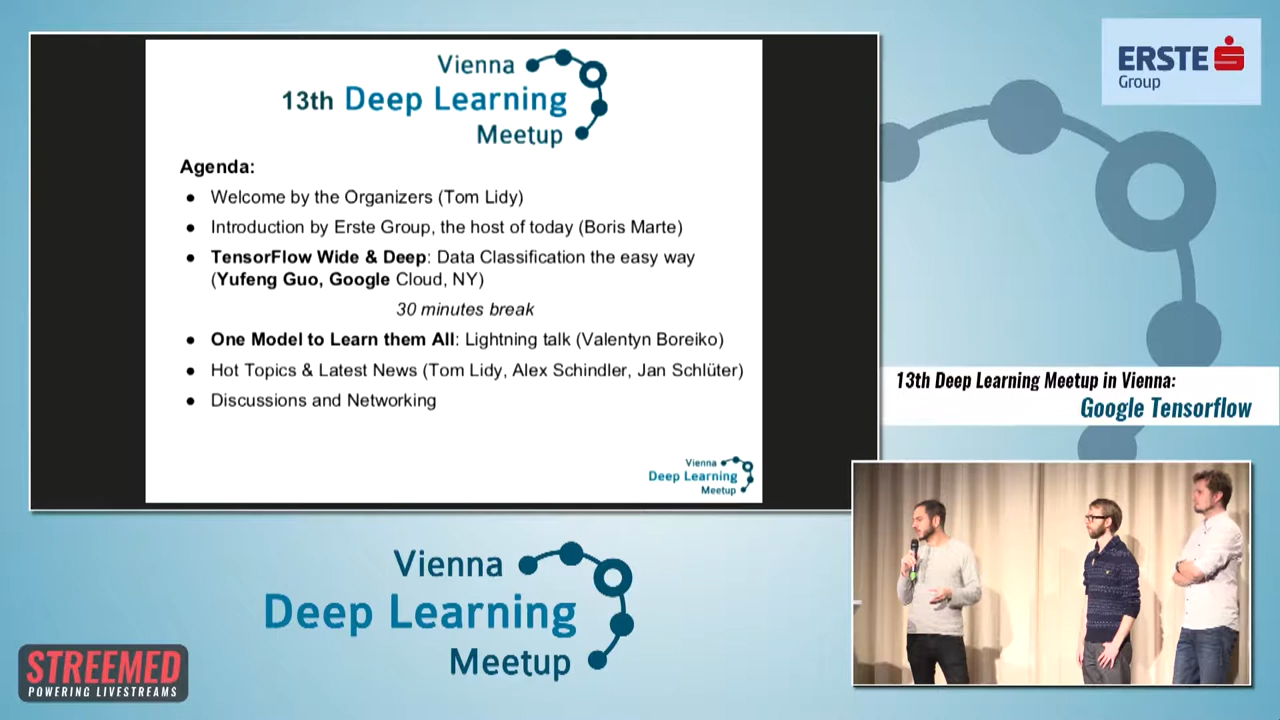 Vienna
13th Deep Learning
Meetup
Agenda:
● Welcome by the Organizers (Tom Lidy)
● Introduction by Erste Group, the host of today (Boris Marte)
● TensorFlow Wide & Deep: Data Classification the easy way
(Yufeng Guo, Google Cloud, NY)
30 minutes break
● One Model to Learn them All: Lightning talk (Valentyn Boreiko)
● Hot Topics & Latest News (Tom Lidy, Alex Schindler, Jan Schlüter)
● Discussions and Networking
Vienna
Deep Learning
Meetup
ERSTE
Group
13th Deep Learning Meetup in Vienna:
Google Tensorflow
Vienna
Deep Learning
Meetup
STREEMED
POWERING LIVESTREAMS